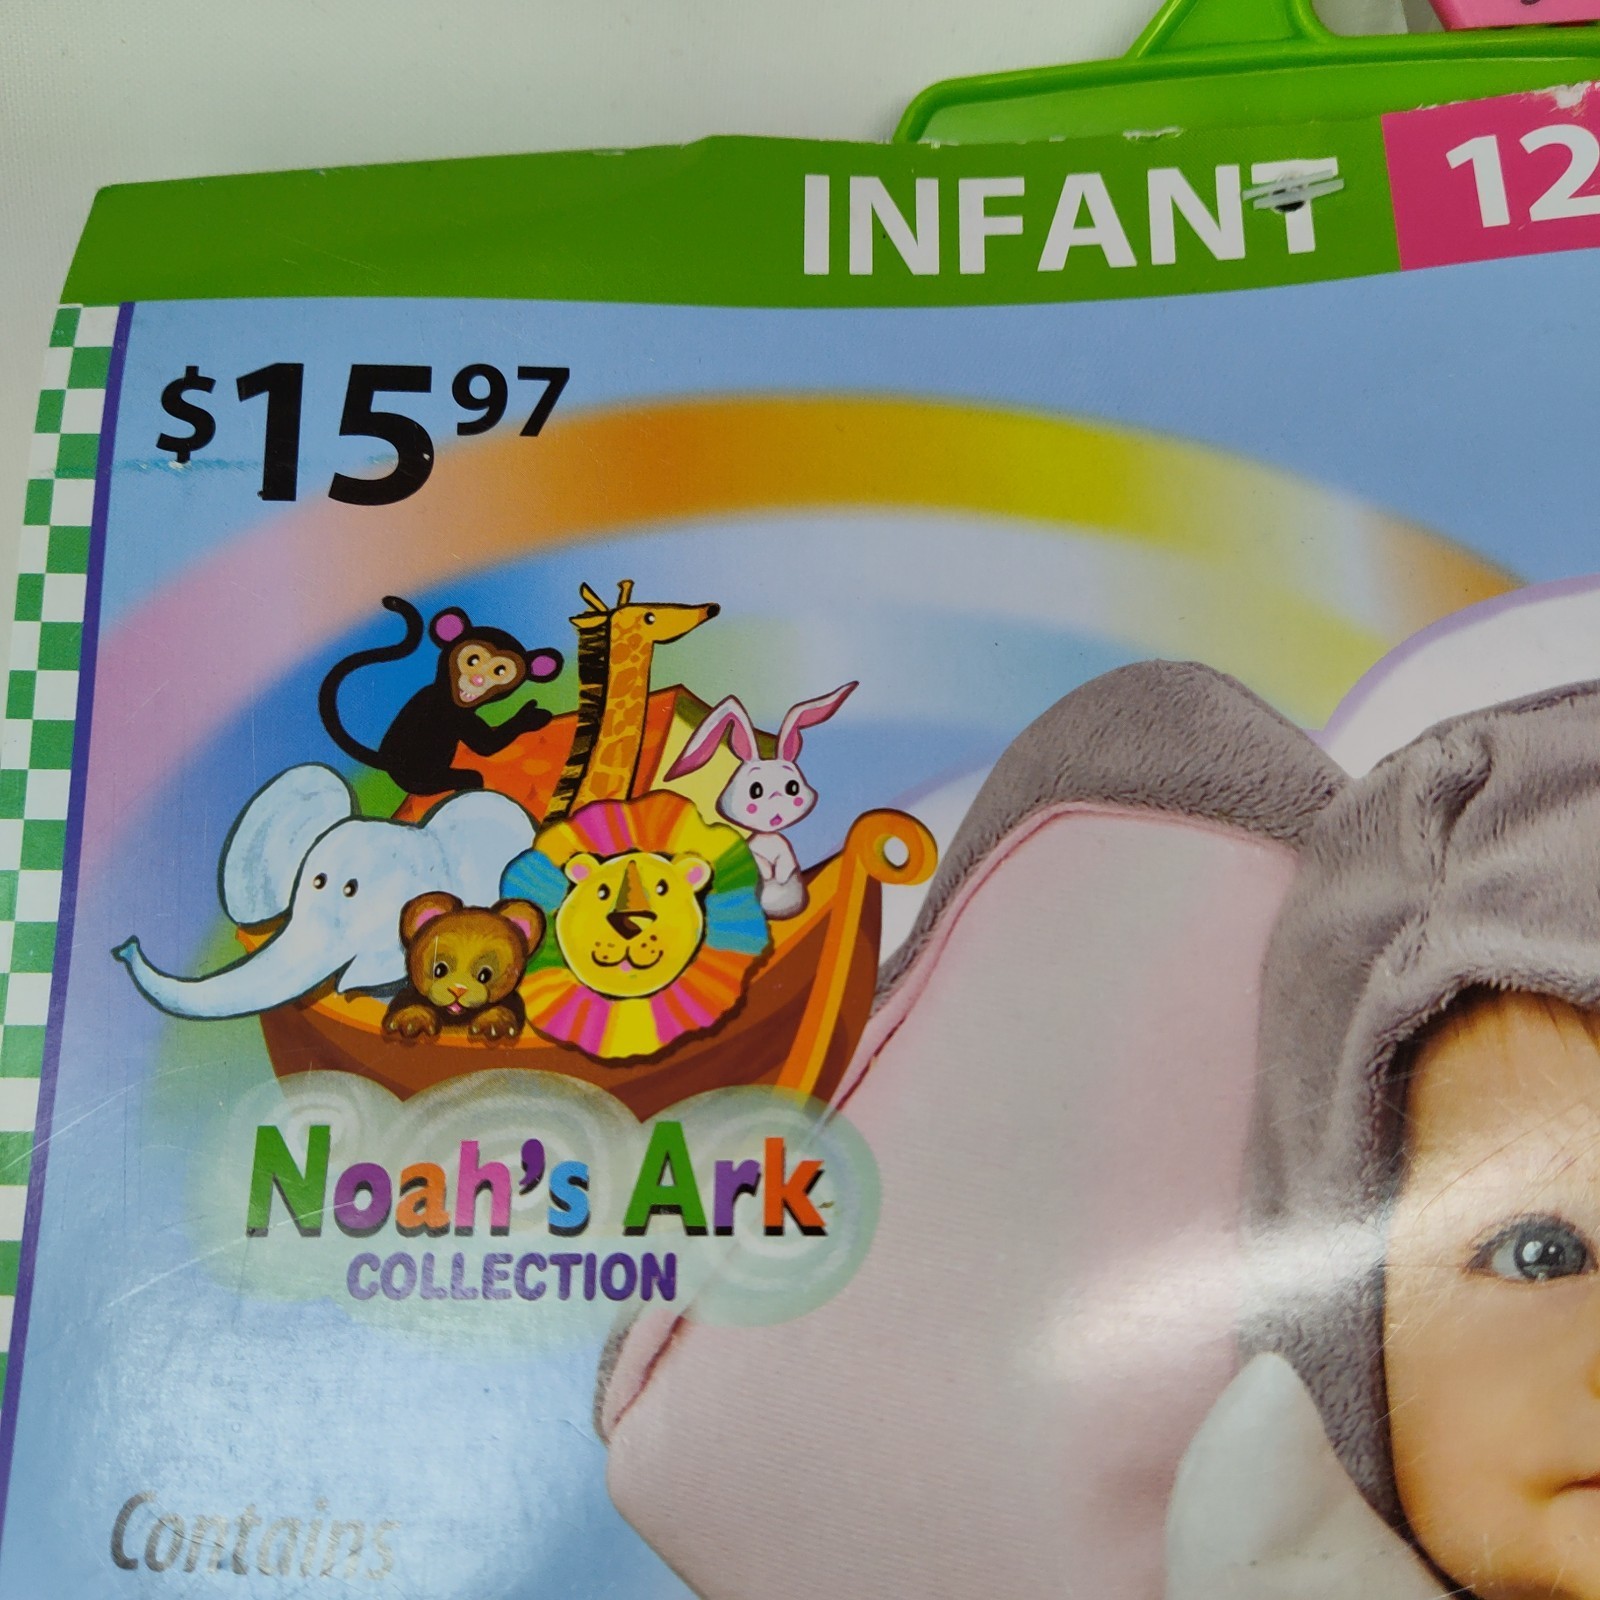 INFANT 12
$15.97
Noah's Ark
COLLECTION
Contains